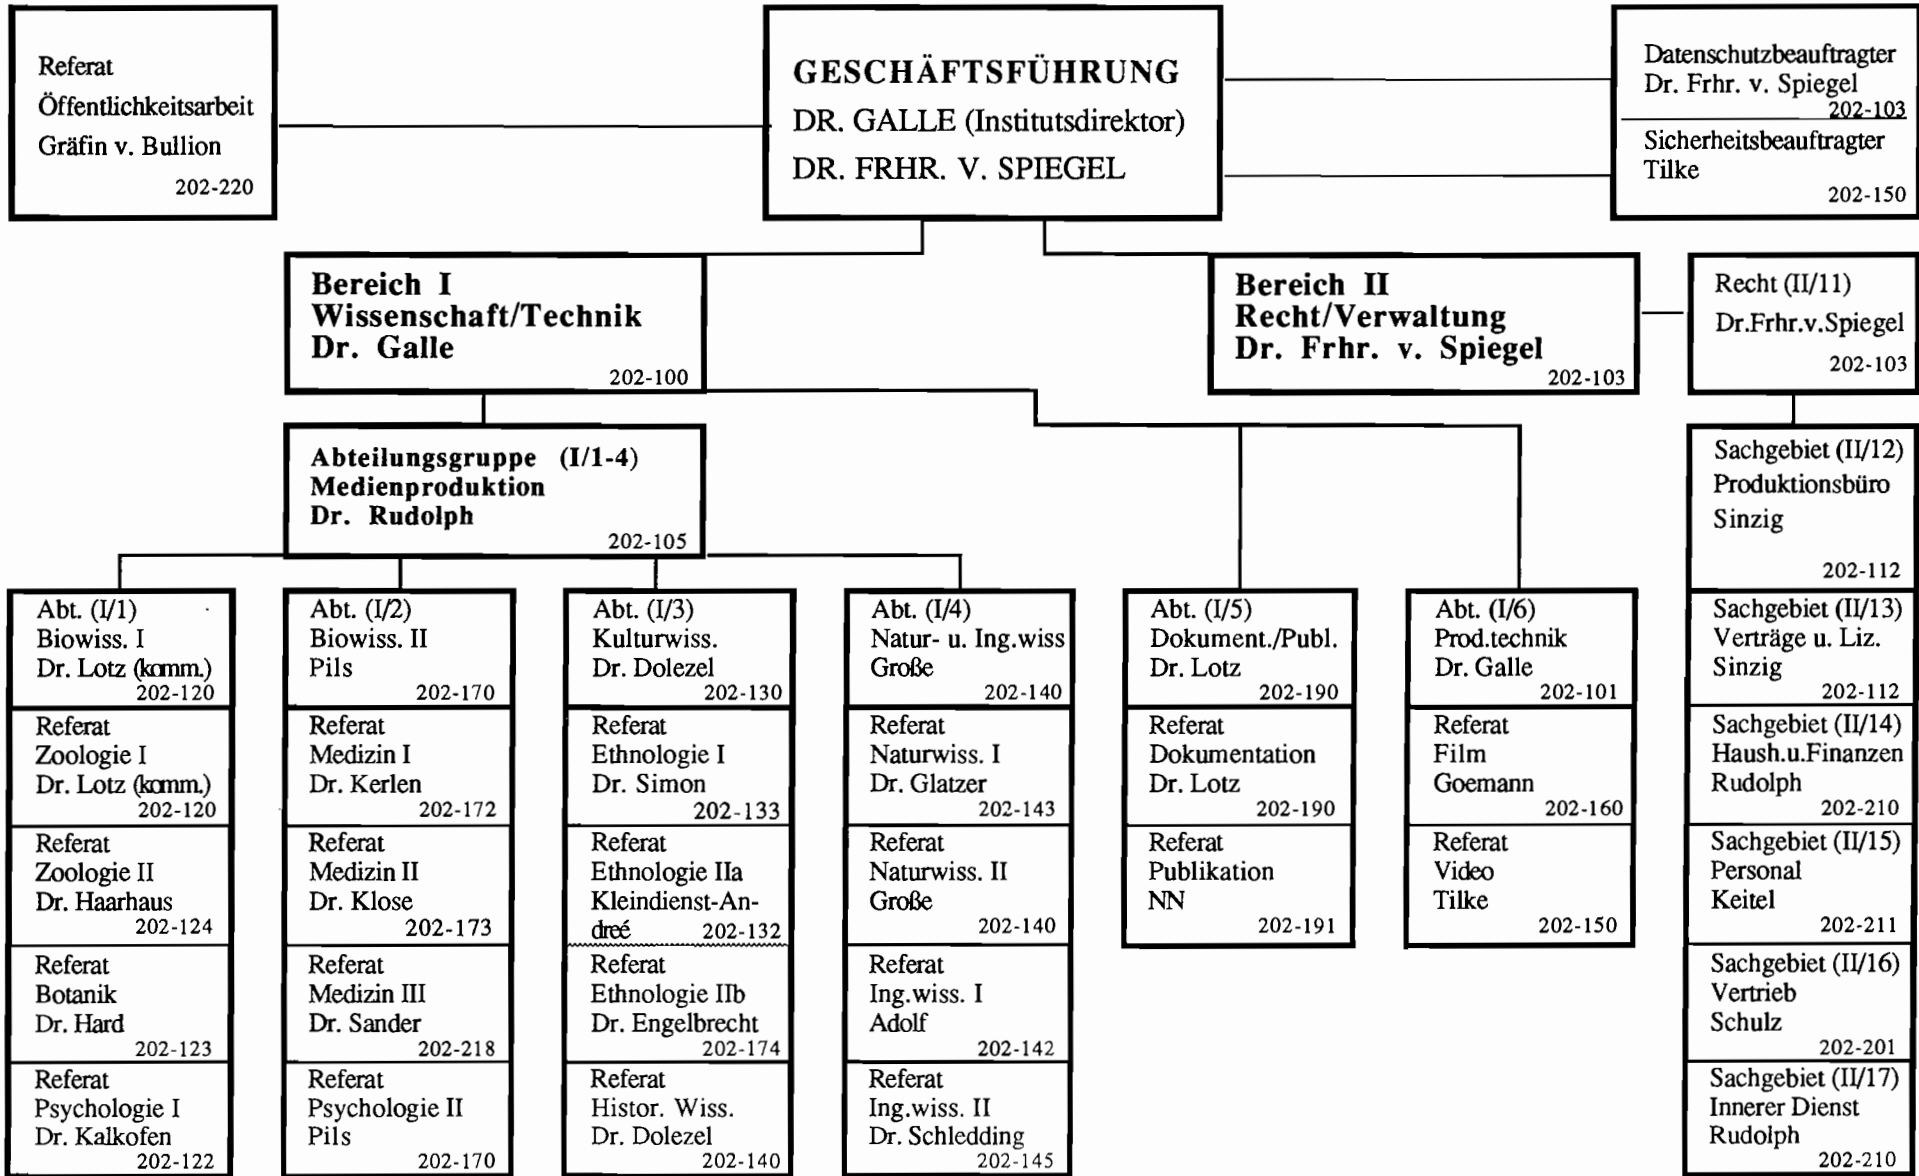 Referat
Öffentlichkeitsarbeit
Gräfin v. Bullion
202-220
GESCHÄFTSFÜHRUNG
DR. GALLE (Institutsdirektor)
DR. FRHR. V. SPIEGEL
Datenschutzbeauftragter
Dr. Frhr. v. Spiegel
202-103
Sicherheitsbeauftragter
Tilke
202-150
Bereich I
Wissenschaft/Technik
Dr. Galle
202-100
Bereich II
Recht/Verwaltung
Dr. Frhr. v. Spiegel
202-103
Recht (II/11)
Dr.Frhr.v.Spiegel
202-103
Abteilungsgruppe (I/1-4)
Medienproduktion
Dr. Rudolph
202-105
Abt. (I/1)
Biowiss. I
Dr. Lotz (komm.)
202-120
Referat
Zoologie I
Dr. Lotz (komm.)
202-120
Referat
Zoologie II
Dr. Haarhaus
202-124
Referat
Botanik
Dr. Hard
202-123
Referat
Psychologie I
Dr. Kalkofen
202-122
Abt. (I/2)
Biowiss. II
Pils
202-170
Referat
Medizin I
Dr. Kerlen
202-172
Referat
Medizin II
Dr. Klose
202-173
Referat
Medizin III
Dr. Sander
202-218
Referat
Psychologie II
Pils
202-170
Abt. (I/3)
Kulturwiss.
Dr. Dolezel
202-130
Referat
Ethnologie I
Dr. Simon
202-133
Referat
Ethnologie IIa
Kleindienst-An-
dreé 202-132
Referat
Ethnologie IIb
Dr. Engelbrecht
202-174
Referat
Histor. Wiss.
Dr. Dolezel
202-140
Abt. (I/4)
Natur- u. Ing.wiss
Große
202-140
Referat
Naturwiss. I
Dr. Glatzer
202-143
Referat
Naturwiss. II
Große
202-140
Referat
Ing.wiss. I
Adolf
202-142
Referat
Ing.wiss. II
Dr. Schledding
202-145
Abt. (I/5)
Dokument./Publ.
Dr. Lotz
202-190
Referat
Dokumentation
Dr. Lotz
202-190
Referat
Publikation
NN
202-191
Abt. (I/6)
Prod.technik
Dr. Galle
202-101
Referat
Film
Goemann
202-160
Referat
Video
Tilke
202-150
Sachgebiet (II/12)
Produktionsbüro
Sinzig
202-112
Sachgebiet (II/13)
Verträge u. Liz.
Sinzig
202-112
Sachgebiet (II/14)
Haush.u.Finanzen
Rudolph
202-210
Sachgebiet (II/15)
Personal
Keitel
202-211
Sachgebiet (II/16)
Vertrieb
Schulz
202-201
Sachgebiet (II/17)
Innerer Dienst
Rudolph
202-210